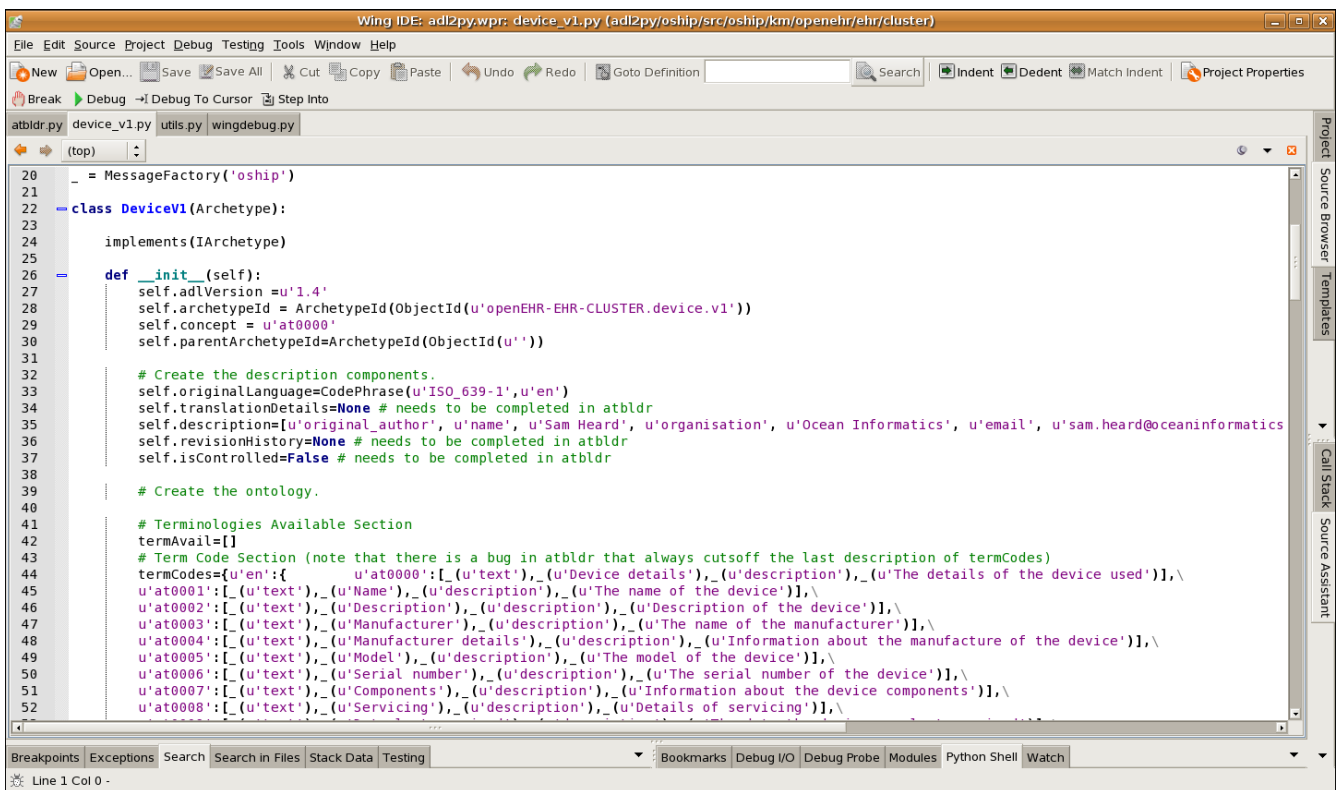 Wing IDE: adl2py.wpr: device_v1.py (adl2py/oship/src/oship/km/openehr/ehr/cluster)
File Edit Source Project Debug Testing Tools Window Help
New Open... Save Save All Cut Copy Paste Undo Redo Goto Definition Search Indent Dedent Match Indent Project Properties
Break Debug Debug To Cursor Step Into
atbldr.py device_v1.py utils.py wingdebug.py
(top)
20 _ = MessageFactory('oship')
21
22 class DeviceV1(Archetype):
23
24 implements(IArchetype)
25
26 def __init__(self):
27 self.adlVersion =u'1.4'
28 self.archetypeId = ArchetypeId(ObjectId(u'openEHR-EHR-CLUSTER.device.v1'))
29 self.concept = u'at0000'
30 self.parentArchetypeId=ArchetypeId(ObjectId(u''))
31
32 # Create the description components.
33 self.originalLanguage=CodePhrase(u'ISO_639-1',u'en')
34 self.translationDetails=None # needs to be completed in atbldr
35 self.description=[u'original_author', u'name', u'Sam Heard', u'organisation', u'Ocean Informatics', u'email', u'sam.heard@oceaninformatics
36 self.revisionHistory=None # needs to be completed in atbldr
37 self.isControlled=False # needs to be completed in atbldr
38
39 # Create the ontology.
40
41 # Terminologies Available Section
42 termAvail=[]
43 # Term Code Section (note that there is a bug in atbldr that always cutsoff the last description of termCodes)
44 termCodes={u'en':{ u'at0000':[_(u'text'),_(u'Device details'),_(u'description'),_(u'The details of the device used')],\
45 u'at0001':[_(u'text'),_(u'Name'),_(u'description'),_(u'The name of the device')],\
46 u'at0002':[_(u'text'),_(u'Description'),_(u'description'),_(u'Description of the device')],\
47 u'at0003':[_(u'text'),_(u'Manufacturer'),_(u'description'),_(u'The name of the manufacturer')],\
48 u'at0004':[_(u'text'),_(u'Manufacturer details'),_(u'description'),_(u'Information about the manufacture of the device')],\
49 u'at0005':[_(u'text'),_(u'Model'),_(u'description'),_(u'The model of the device')],\
50 u'at0006':[_(u'text'),_(u'Serial number'),_(u'description'),_(u'The serial number of the device')],\
51 u'at0007':[_(u'text'),_(u'Components'),_(u'description'),_(u'Information about the device components')],\
52 u'at0008':[_(u'text'),_(u'Servicing'),_(u'description'),_(u'Details of servicing')],\
Project
Source Browser
Templates
Call Stack
Source Assistant
Breakpoints Exceptions Search Search in Files Stack Data Testing Bookmarks Debug I/O Debug Probe Modules Python Shell Watch
Line 1 Col 0 -